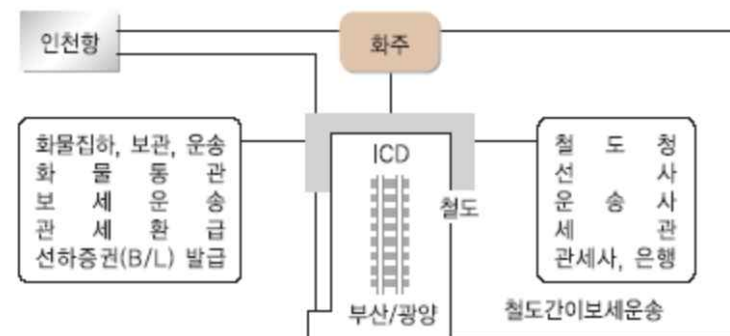 인천항
화주
화물집하, 보관, 운송
화 물 통 관
보 세 운 송
관 세 환 급
선하증권(B/L) 발급
ICD
철도
부산/광양
철 도 청
선 사
운 송 사
세 관
관세사, 은행
철도간이보세운송